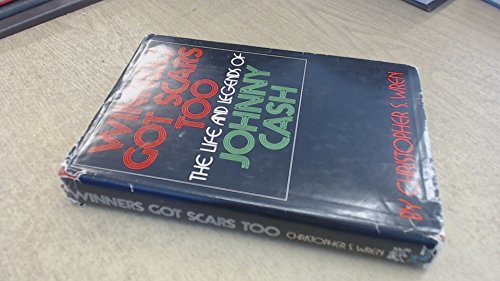 WINNERS
GOT SCARS
TOO
THE LIFE AND LEGENDS OF
JOHNNY
CASH
BY CHRISTOPHER S. WREN
WINNERS GOT SCARS TOO CHRISTOPHER S. WREN